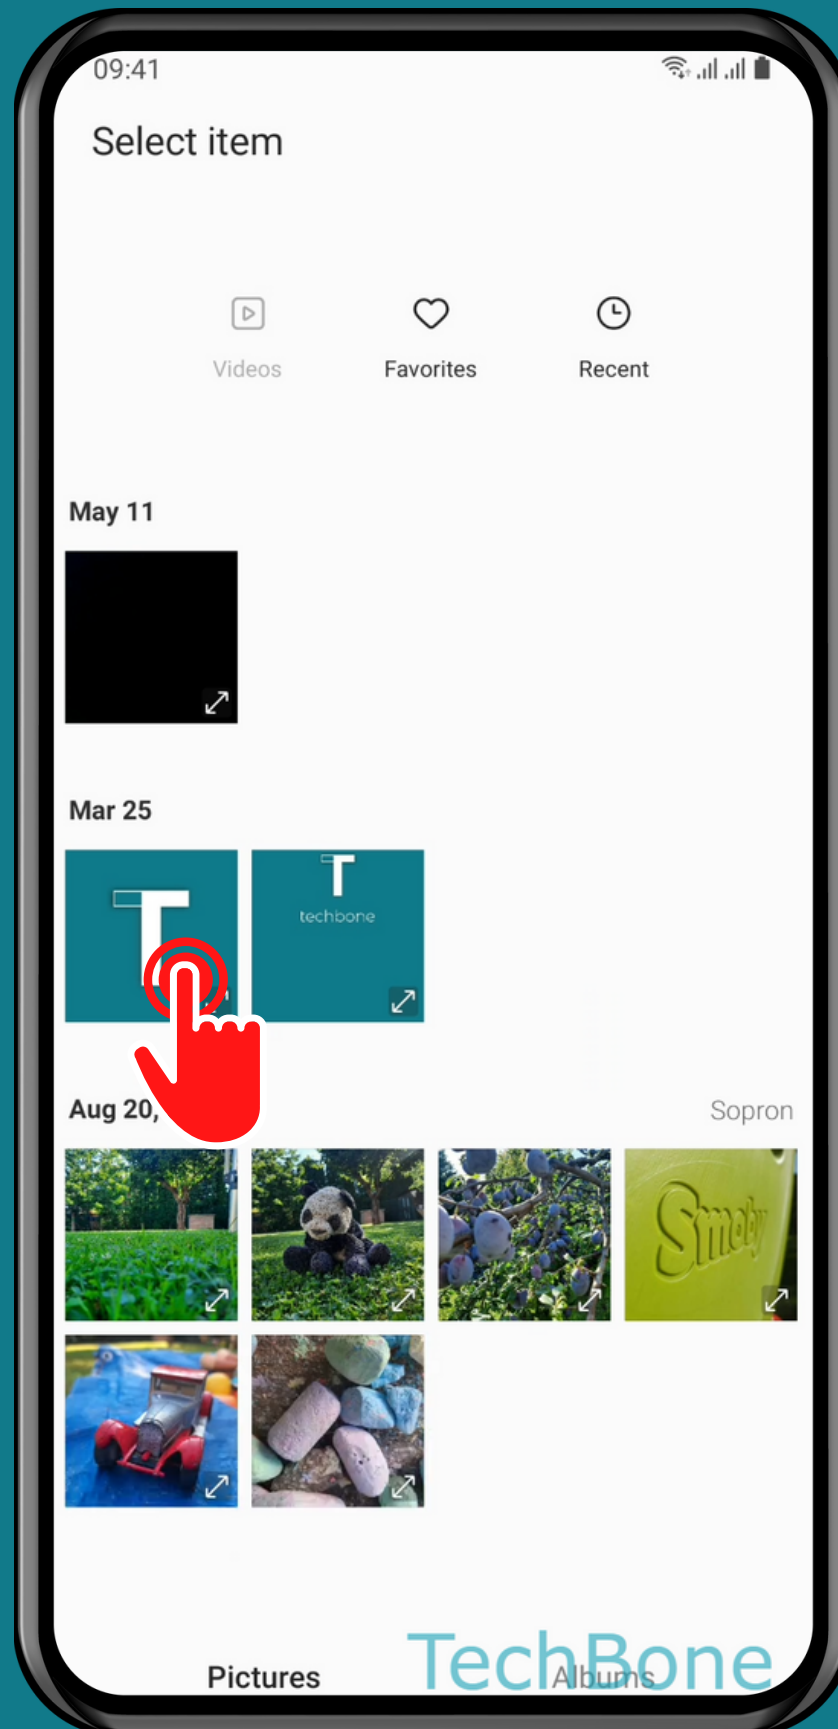 09:41
Select item
Videos Favorites Recent
May 11
Mar 25
T T
techbone
Aug 20, Sopron
Smoby
Pictures Albums
TechBone